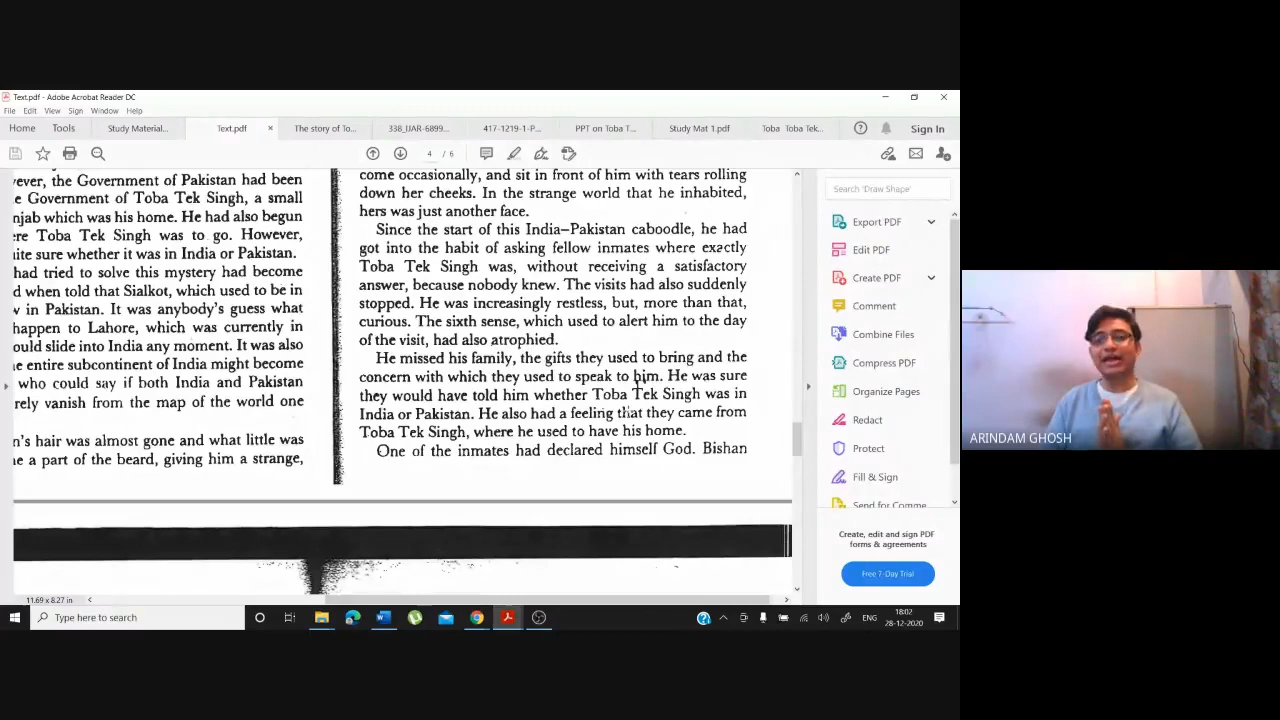 Text.pdf - Adobe Acrobat Reader DC
File Edit View Sign Window Help
Home Tools Study Material... Text.pdf × The story of To... 338_IJAR-6899... 417-1219-1-P... PPT on Toba T... Study Mat 1.pdf Toba Tek... Sign In
4 / 6
ever, the Government of Pakistan had been
e Government of Toba Tek Singh, a small
njab which was his home. He had also begun
re Toba Tek Singh was to go. However,
ite sure whether it was in India or Pakistan.
had tried to solve this mystery had become
d when told that Sialkot, which used to be in
v in Pakistan. It was anybody's guess what
happen to Lahore, which was currently in
ould slide into India any moment. It was also
e entire subcontinent of India might become
who could say if both India and Pakistan
rely vanish from the map of the world one
n's hair was almost gone and what little was
e a part of the beard, giving him a strange,
come occasionally, and sit in front of him with tears rolling
down her cheeks. In the strange world that he inhabited,
hers was just another face.
Since the start of this India–Pakistan caboodle, he had
got into the habit of asking fellow inmates where exactly
Toba Tek Singh was, without receiving a satisfactory
answer, because nobody knew. The visits had also suddenly
stopped. He was increasingly restless, but, more than that,
curious. The sixth sense, which used to alert him to the day
of the visit, had also atrophied.
He missed his family, the gifts they used to bring and the
concern with which they used to speak to him. He was sure
they would have told him whether Toba Tek Singh was in
India or Pakistan. He also had a feeling that they came from
Toba Tek Singh, where he used to have his home.
One of the inmates had declared himself God. Bishan
11.69 x 8.27 in
Search 'Draw Shape'
Export PDF
Edit PDF
Create PDF
Comment
Combine Files
Compress PDF
Organize Pages
Redact
Protect
Fill & Sign
Send for Comme
Create, edit and sign PDF
forms & agreements
Free 7-Day Trial
ARINDAM GHOSH
Type here to search
ENG
18:02
28-12-2020